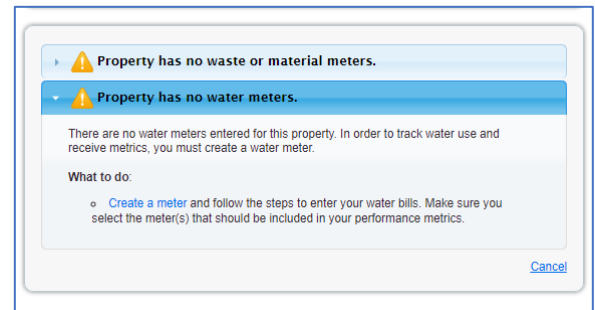 Property has no waste or material meters.
Property has no water meters.
There are no water meters entered for this property. In order to track water use and
receive metrics, you must create a water meter.
What to do:
Create a meter and follow the steps to enter your water bills. Make sure you
select the meter(s) that should be included in your performance metrics.
Cancel